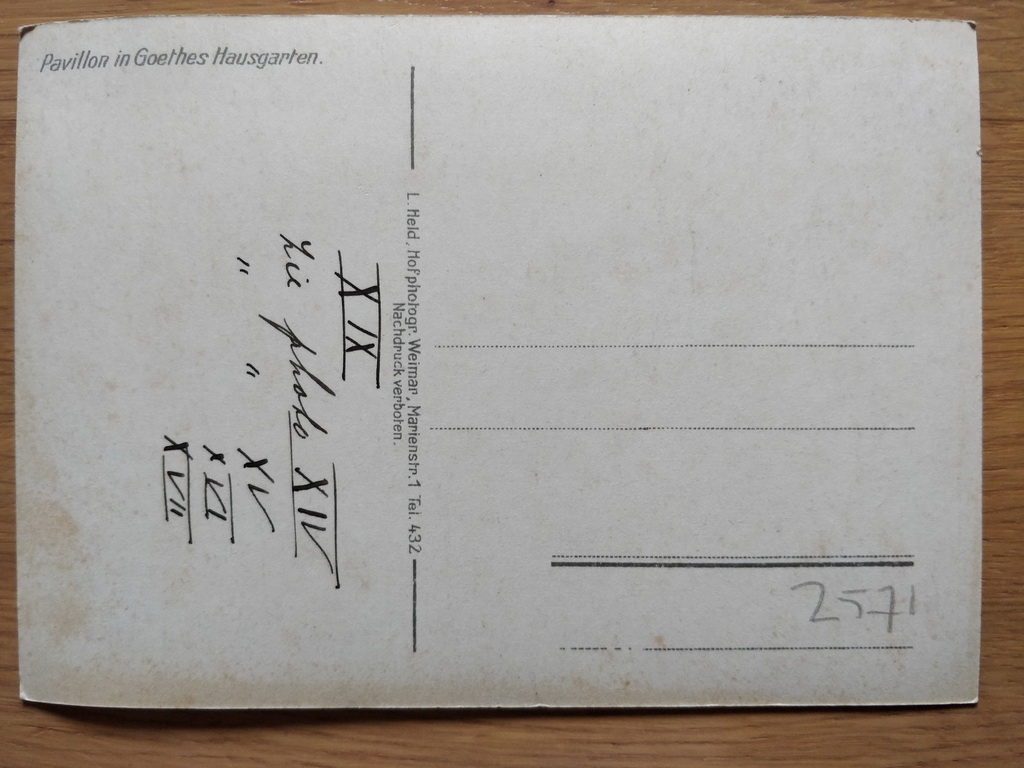 Pavillon in Goethes Hausgarten.
L. Held, Hofphotogr. Weimar, Marienstr. 1 Tel. 432
Nachdruck verboten.
XIX
photo XIV
" " XV
XVI
XVII
2571